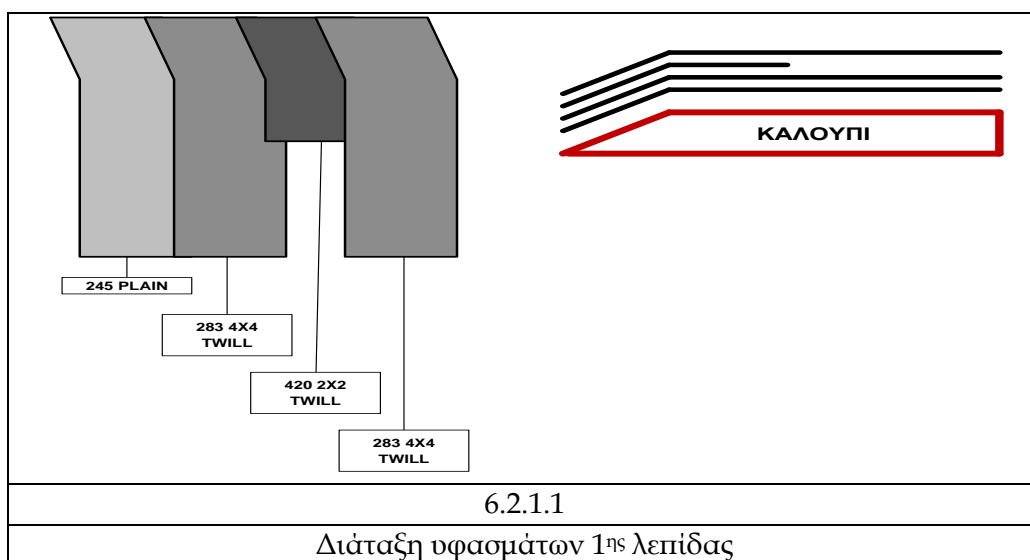 ΚΑΛΟΥΠΙ
245 PLAIN
283 4X4
TWILL
420 2X2
TWILL
283 4X4
TWILL
6.2.1.1
Διάταξη υφασμάτων 1ης λεπίδας